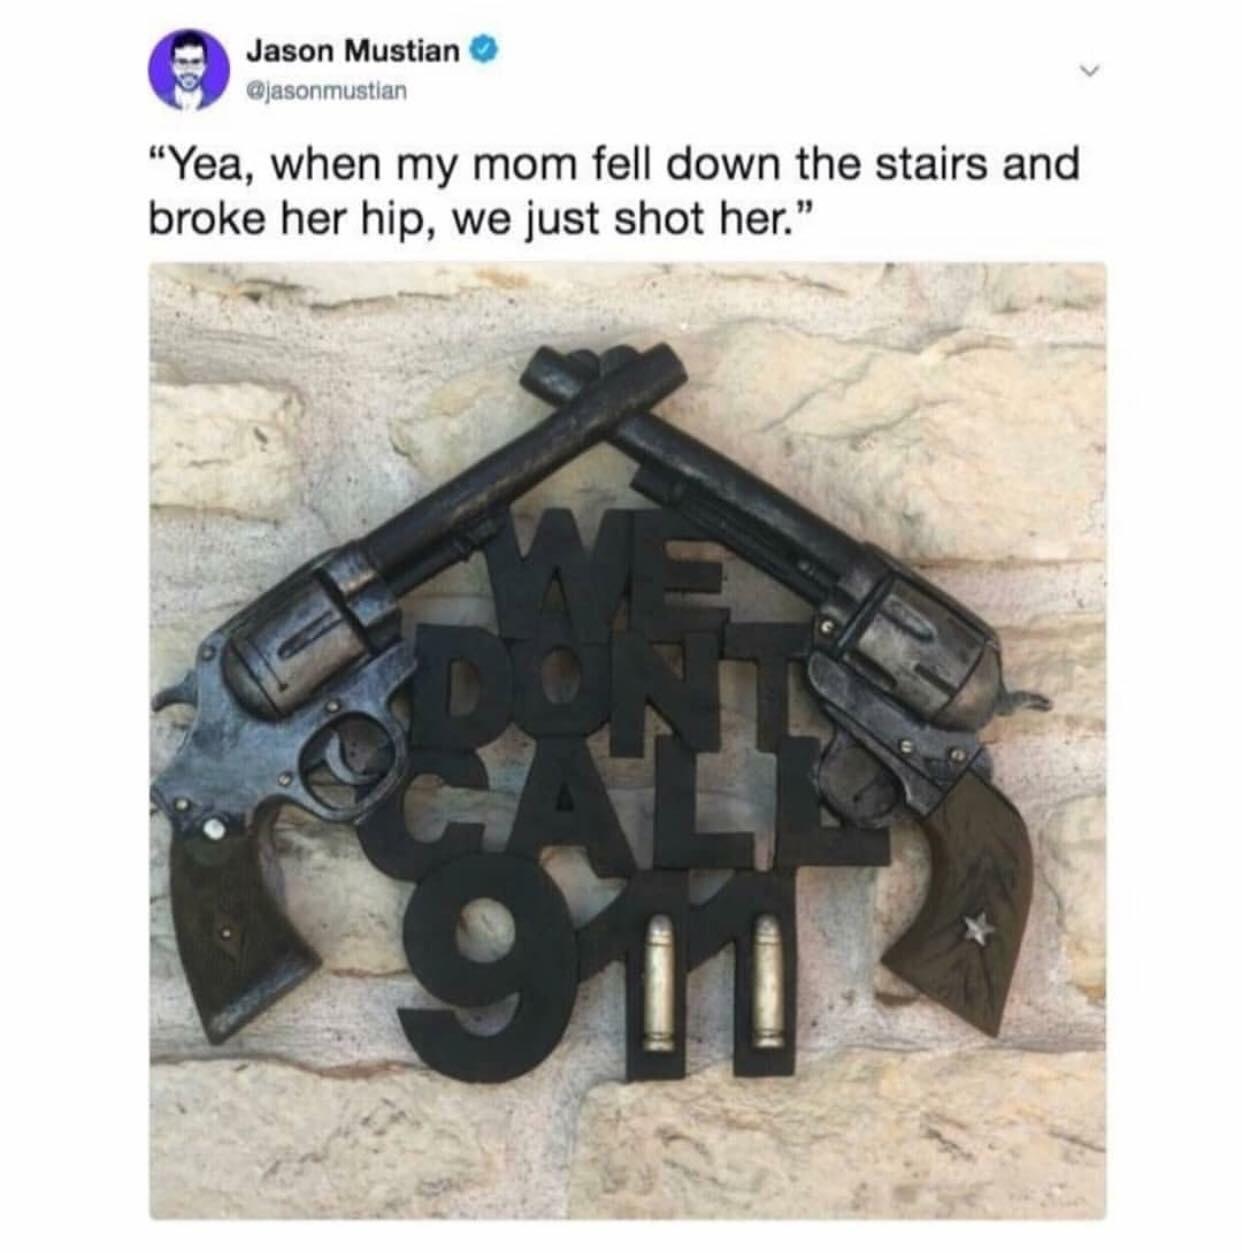 Jason Mustian
@jasonmustian
“Yea, when my mom fell down the stairs and
broke her hip, we just shot her.”
WE
DONT
CALL
911